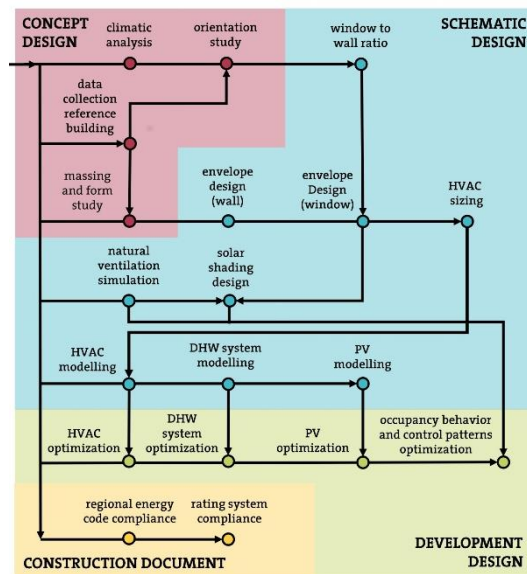 CONCEPT
DESIGN
climatic
analysis
orientation
study
window to
wall ratio
SCHEMATIC
DESIGN
data
collection
reference
building
massing
and form
study
envelope
design
(wall)
envelope
Design
(window)
HVAC
sizing
natural
ventilation
simulation
solar
shading
design
HVAC
modelling
DHW system
modelling
PV
modelling
HVAC
optimization
DHW
system
optimization
PV
optimization
occupancy behavior
and control patterns
optimization
regional energy
code compliance
rating system
compliance
CONSTRUCTION DOCUMENT
DEVELOPMENT
DESIGN